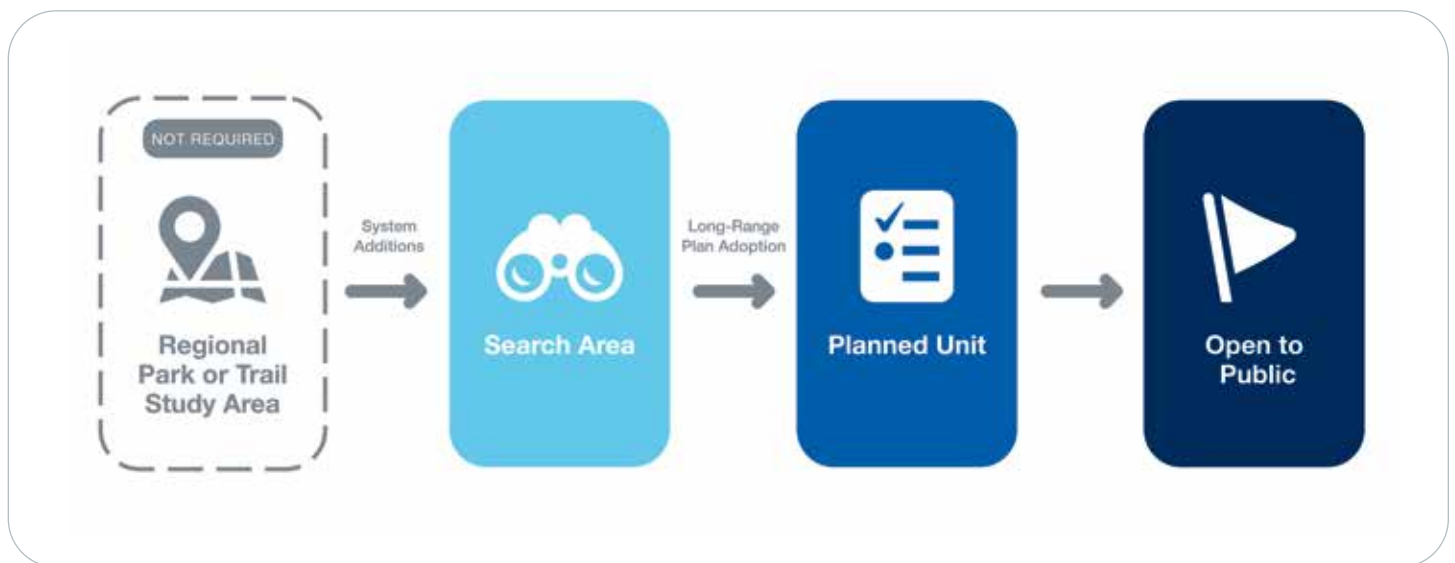 NOT REQUIRED
Regional
Park or Trail
Study Area
System
Additions
Search Area
Long-Range
Plan Adoption
Planned Unit
Open to
Public